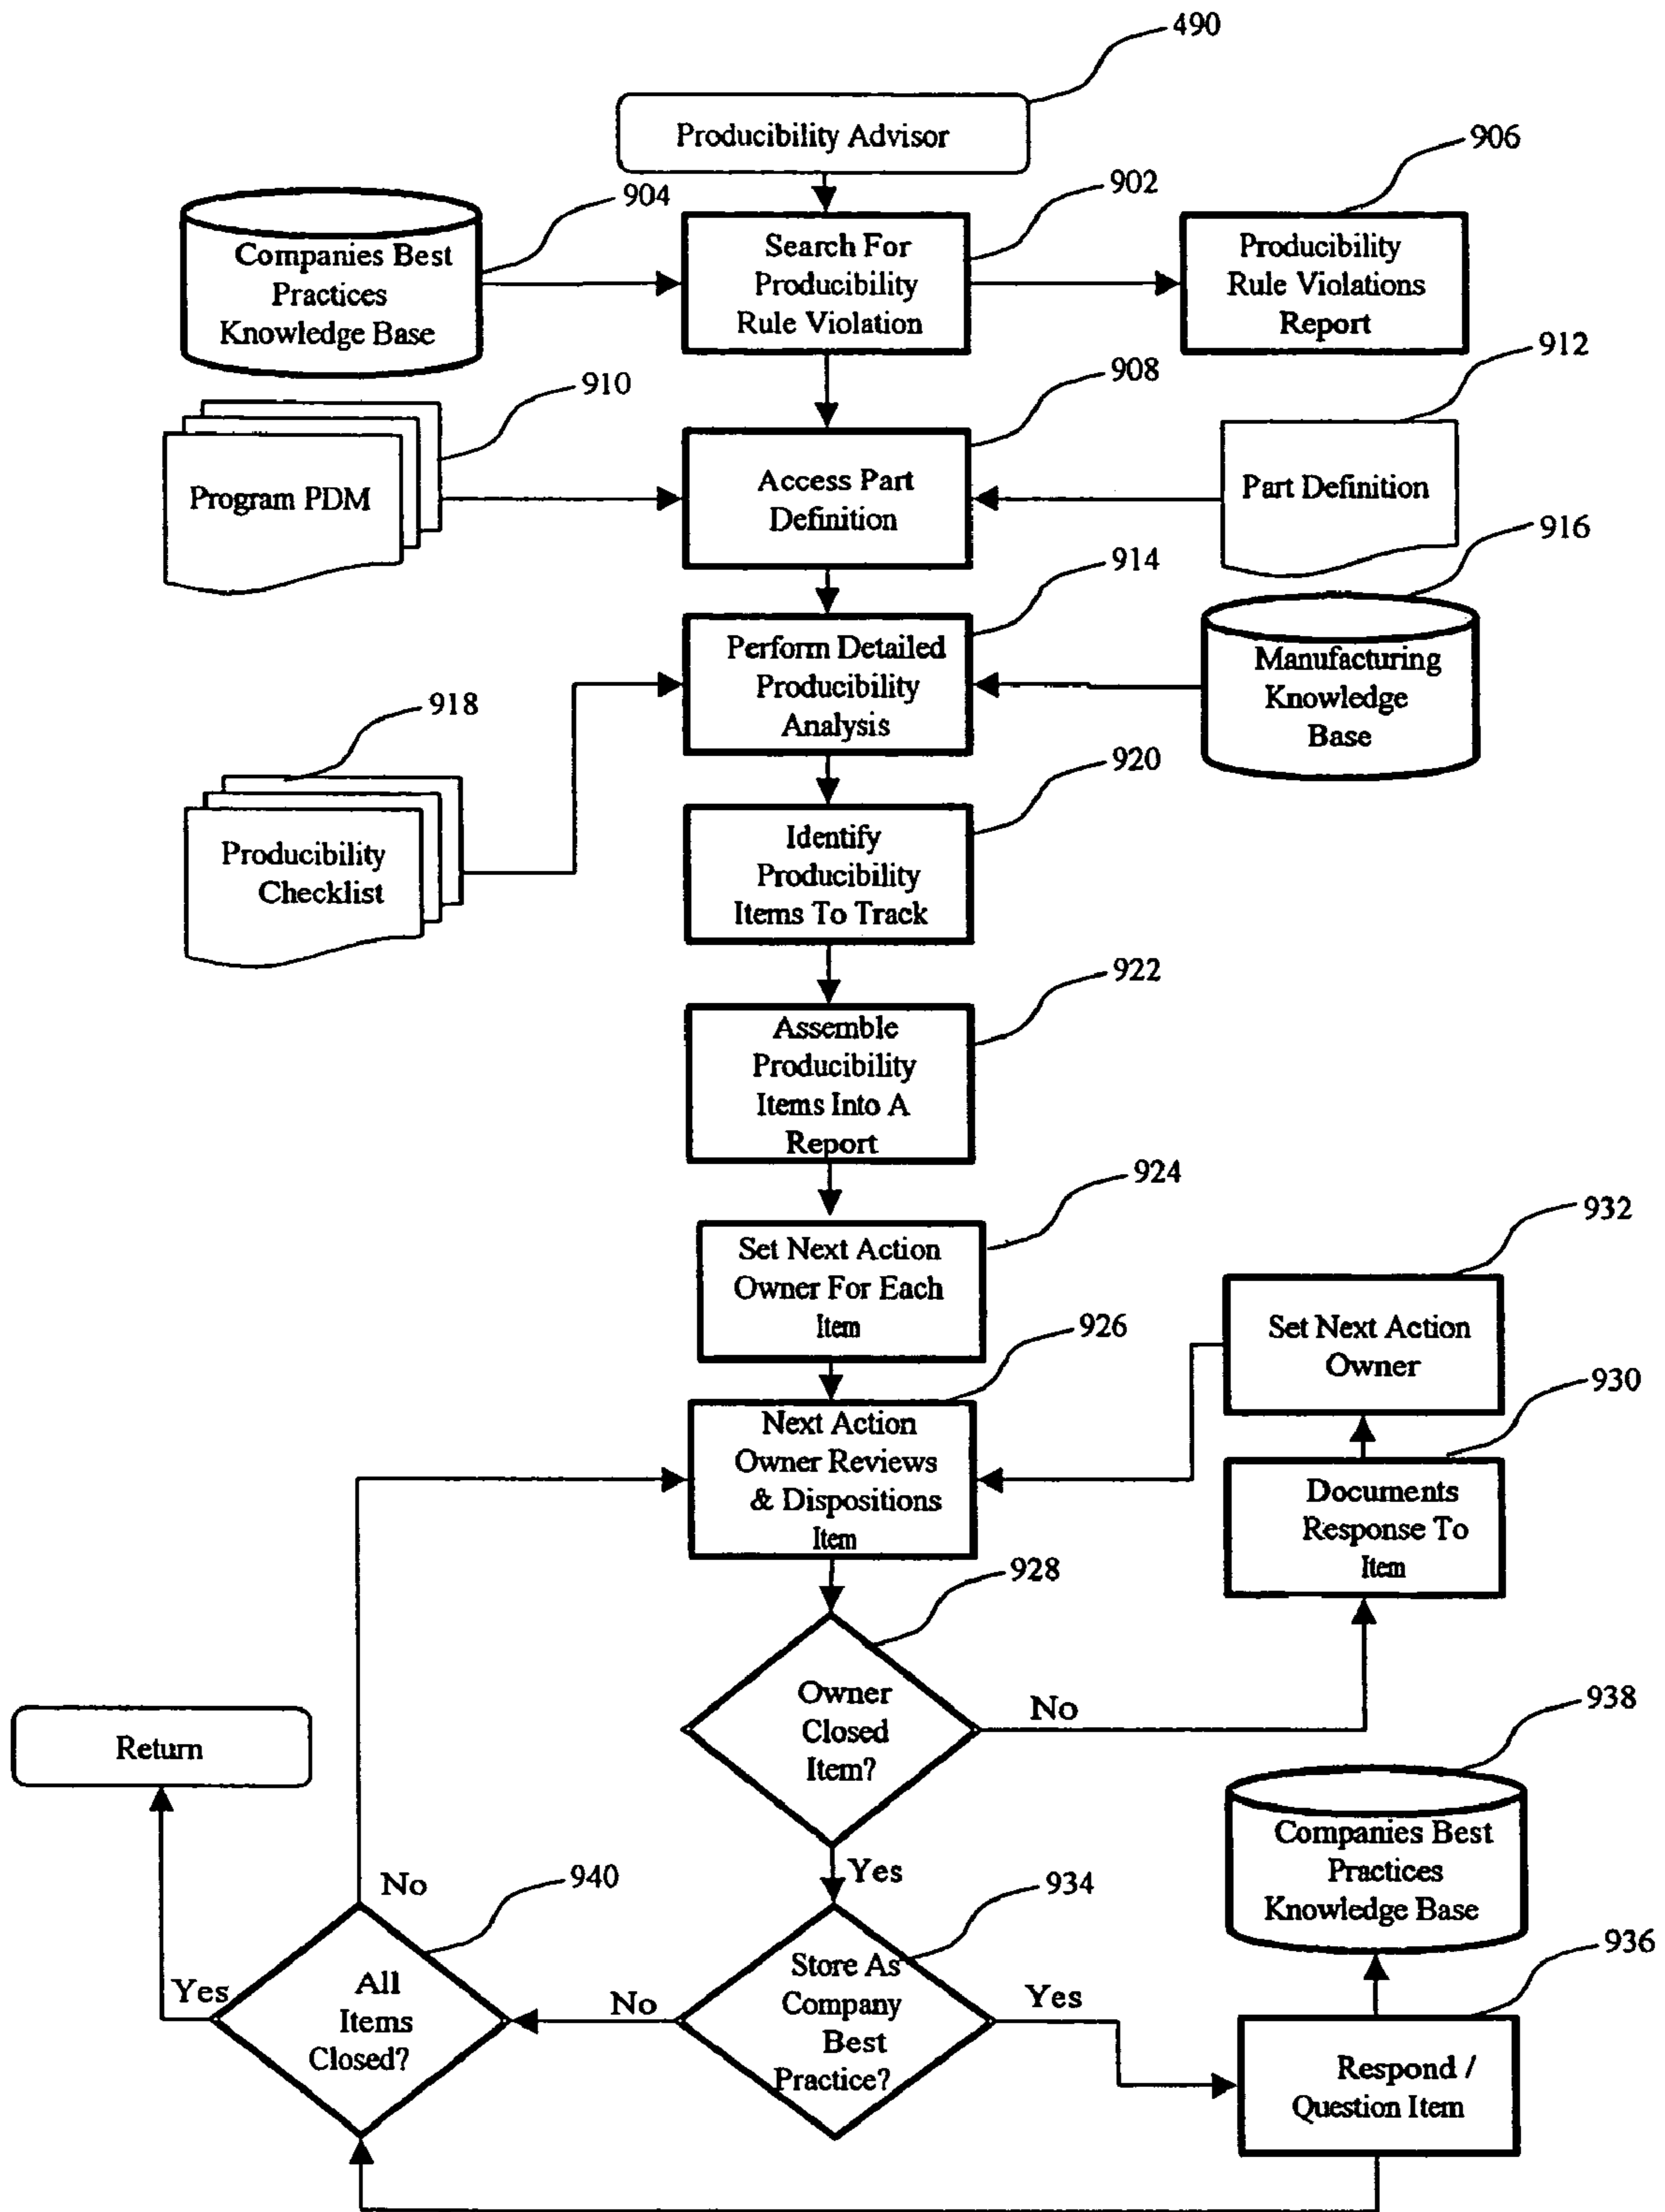 490
Producibility Advisor
906
902
904
Companies Best
Practices
Knowledge Base
Search For
Producibility
Rule Violation
Producibility
Rule Violations
Report
912
908
910
Program PDM
Access Part
Definition
Part Definition
916
914
Perform Detailed
Producibility
Analysis
Manufacturing
Knowledge
Base
918
920
Producibility
Checklist
Identify
Producibility
Items To Track
922
Assemble
Producibility
Items Into A
Report
924
932
Set Next Action
Owner For Each
Item
Set Next Action
Owner
926
930
Next Action
Owner Reviews
& Dispositions
Item
Documents
Response To
Item
928
Owner
Closed
Item?
No
938
Return
Companies Best
Practices
Knowledge Base
Yes
No
940
934
936
Yes
All
Items
Closed?
No
Store As
Company
Best
Practice?
Yes
Respond /
Question Item